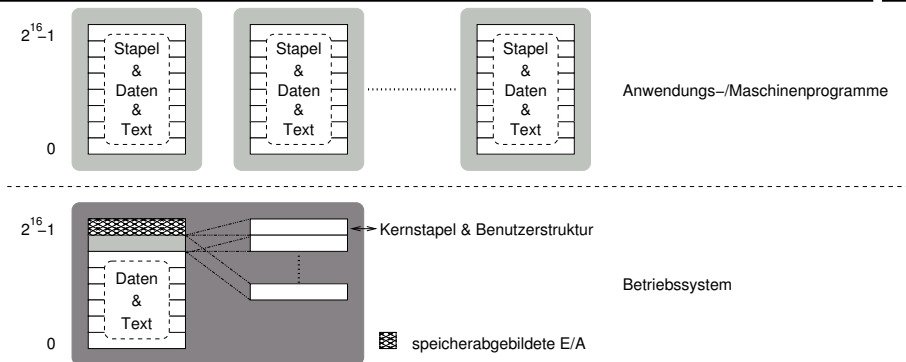 2^16−1
Stapel
&
Daten
&
Text
0
Stapel
&
Daten
&
Text
Stapel
&
Daten
&
Text
Anwendungs−/Maschinenprogramme
2^16−1
Daten
&
Text
0
Kernstapel & Benutzerstruktur
Betriebssystem
speicherabgebildete E/A